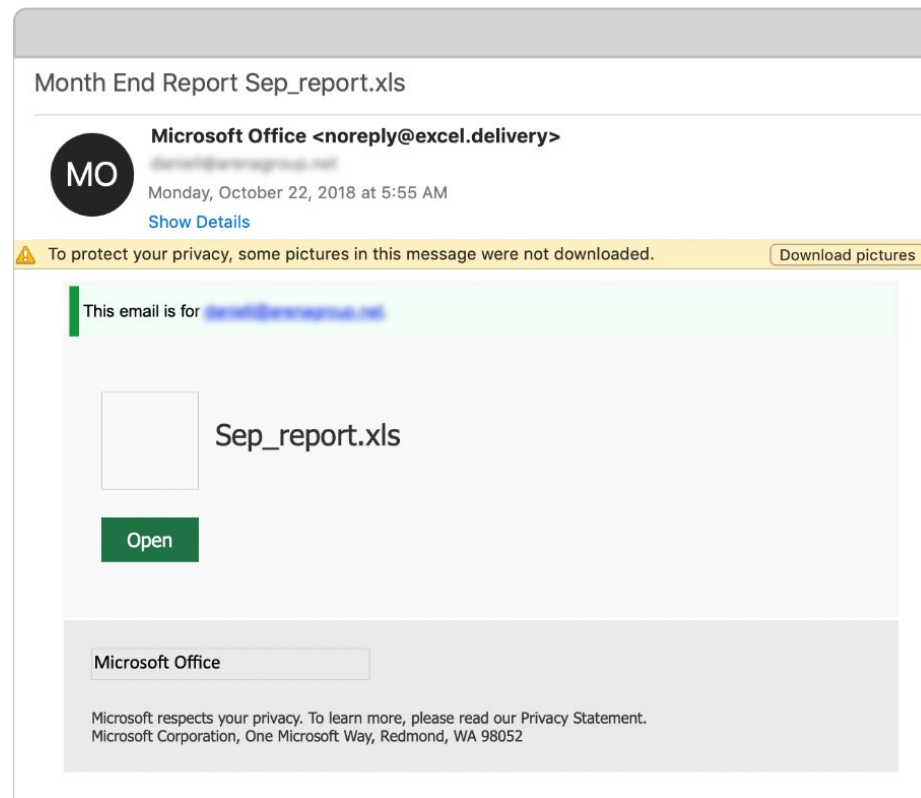 Month End Report Sep_report.xls
MO
Microsoft Office <noreply@excel.delivery>
Monday, October 22, 2018 at 5:55 AM
Show Details
To protect your privacy, some pictures in this message were not downloaded.
Download pictures
This email is for
Sep_report.xls
Open
Microsoft Office
Microsoft respects your privacy. To learn more, please read our Privacy Statement.
Microsoft Corporation, One Microsoft Way, Redmond, WA 98052